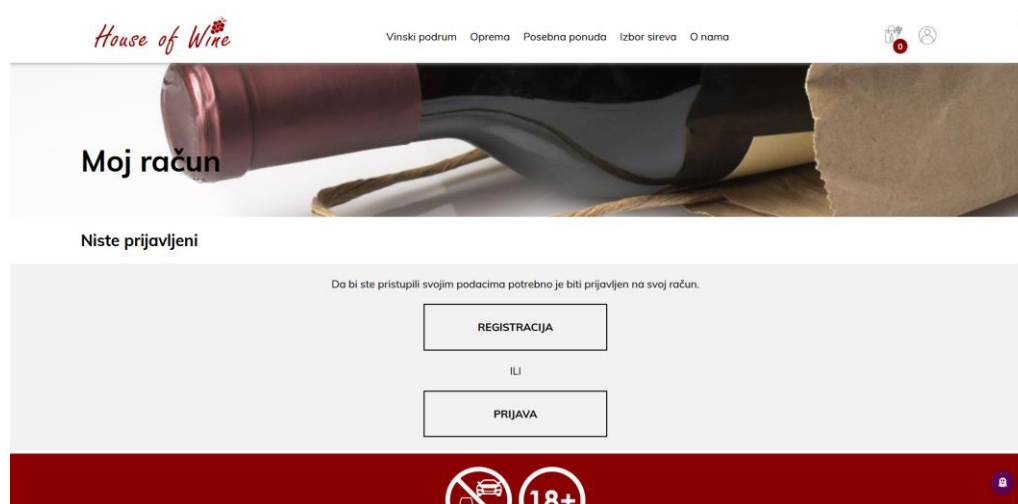 House of Wine
Vinski podrum Oprema Posebna ponuda Izbor sireva O nama
0
Moj račun
Niste prijavljeni
Da bi ste pristupili svojim podacima potrebno je biti prijavljen na svoj račun.
REGISTRACIJA
ILI
PRIJAVA
18+